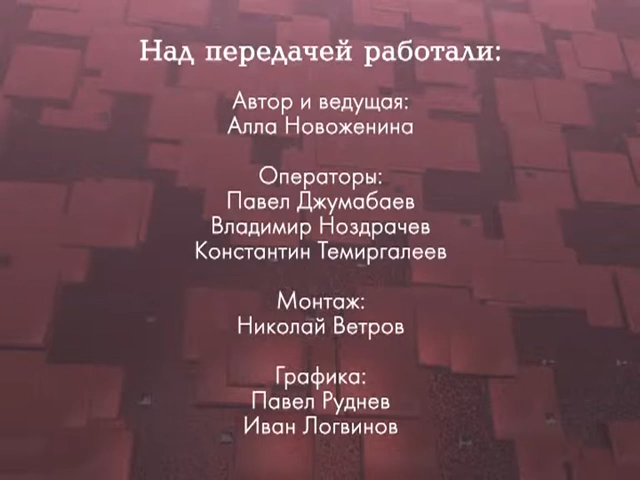 Над передачей работали:
Автор и ведущая:
Алла Новоженина
Операторы:
Павел Джумабаев
Владимир Ноздрачев
Константин Темиргалеев
Монтаж:
Николай Ветров
Графика:
Павел Руднев
Иван Логвинов